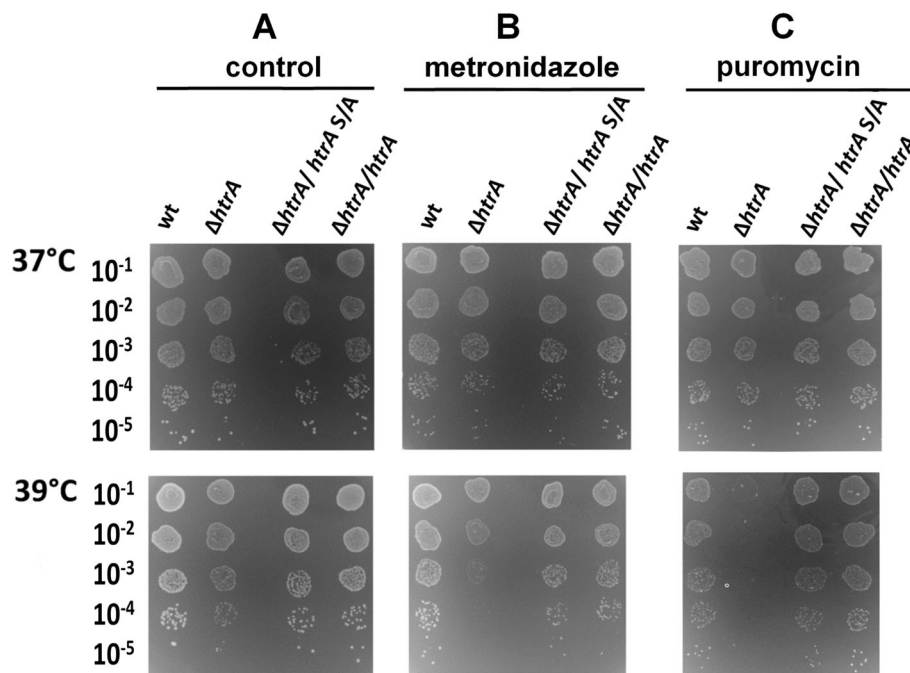 A B C
control metronidazole puromycin
wt ΔhtrA ΔhtrA/ htrA S/A ΔhtrA/htrA wt ΔhtrA ΔhtrA/ htrA S/A ΔhtrA/htrA wt ΔhtrA ΔhtrA/ htrA S/A ΔhtrA/htrA
37°C 10⁻¹
10⁻²
10⁻³
10⁻⁴
10⁻⁵
39°C 10⁻¹
10⁻²
10⁻³
10⁻⁴
10⁻⁵